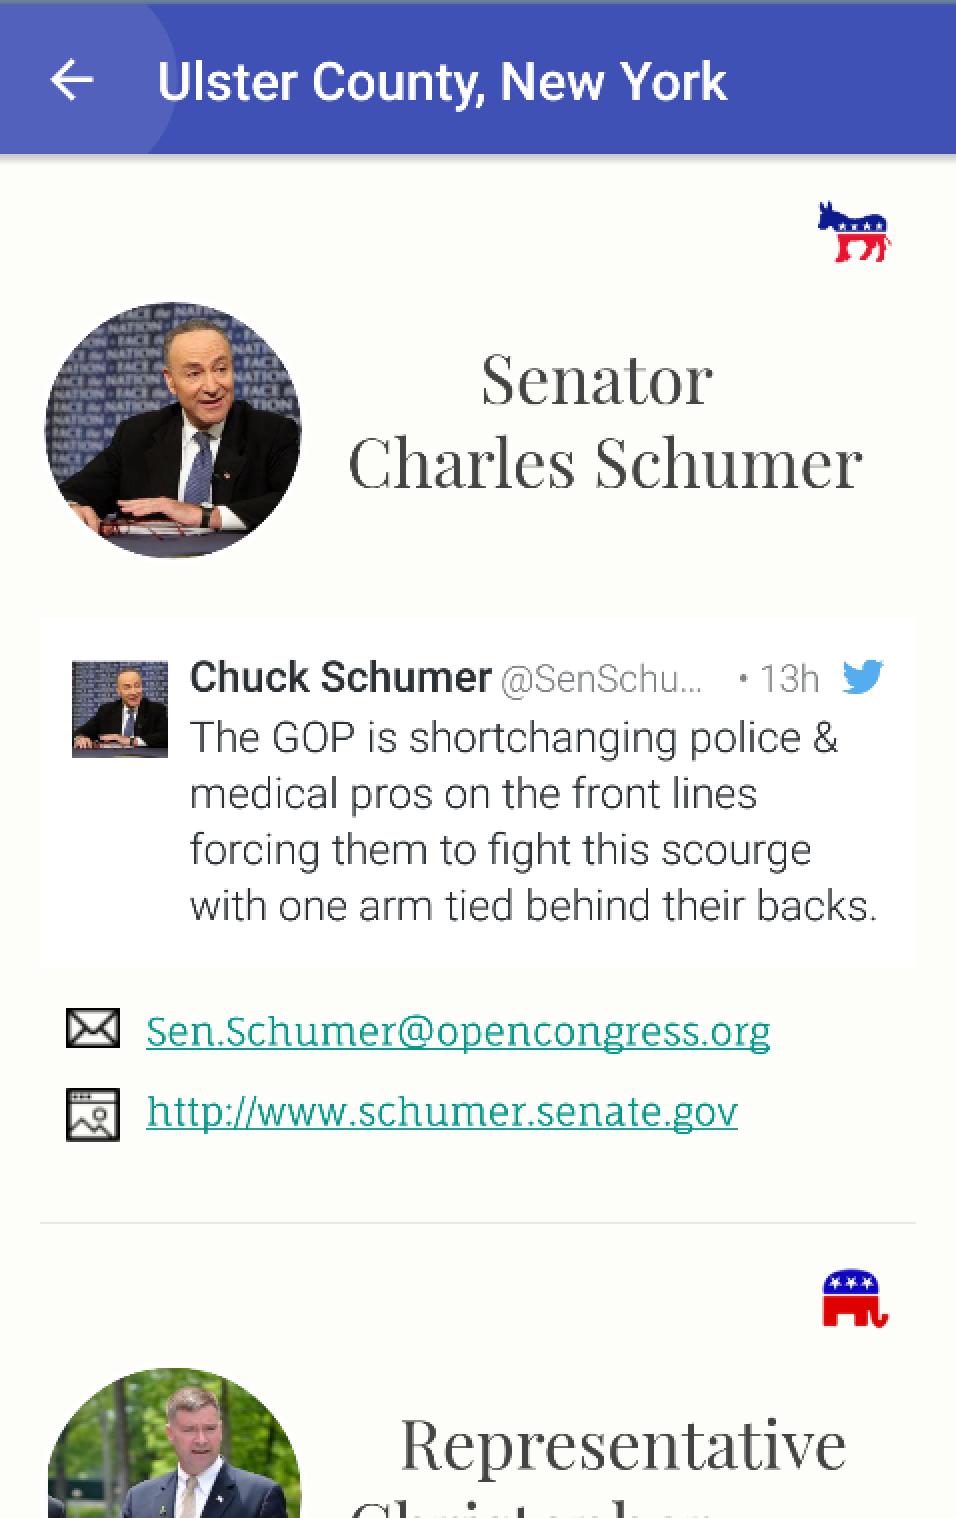 Ulster County, New York
Senator
Charles Schumer
Chuck Schumer @SenSchu... • 13h
The GOP is shortchanging police &
medical pros on the front lines
forcing them to fight this scourge
with one arm tied behind their backs.
Sen.Schumer@opencongress.org
http://www.schumer.senate.gov
Representative